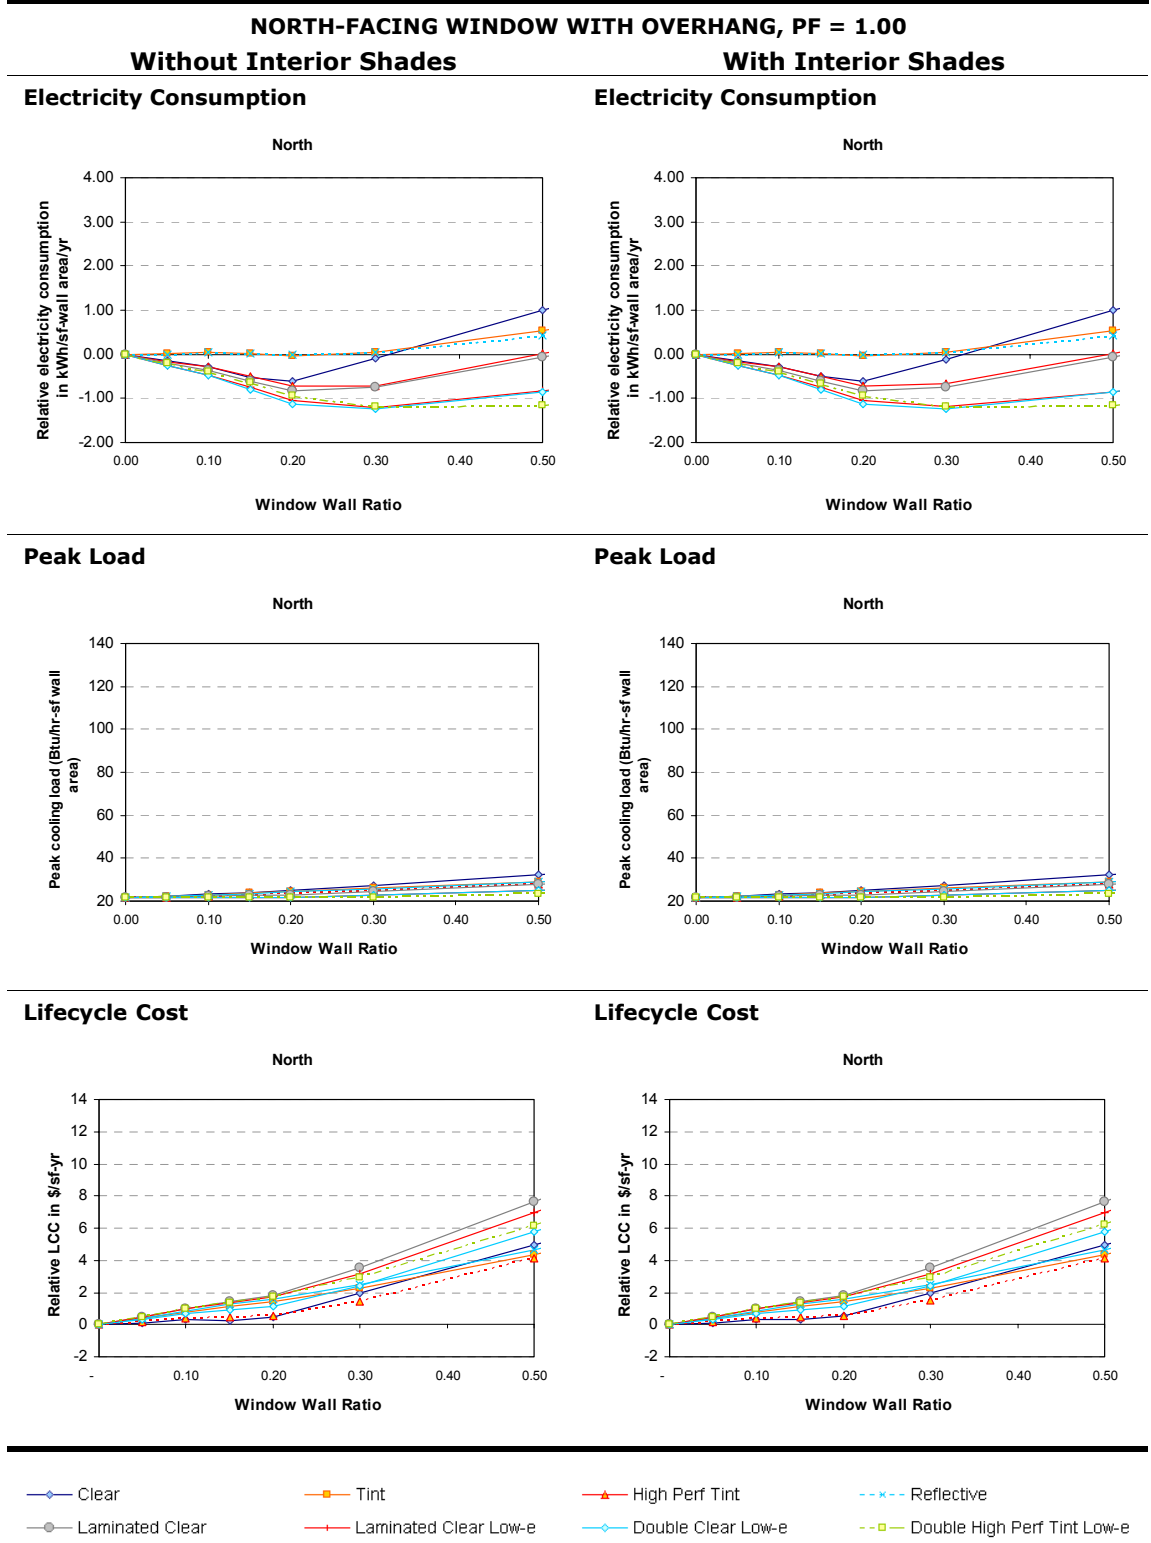 NORTH-FACING WINDOW WITH OVERHANG, PF = 1.00
Without Interior Shades
With Interior Shades
Electricity Consumption
North
Relative electricity consumption
in kWh/sf-wall area/yr
4.00
3.00
2.00
1.00
0.00
-1.00
-2.00
0.00 0.10 0.20 0.30 0.40 0.50
Window Wall Ratio
Electricity Consumption
North
Relative electricity consumption
in kWh/sf-wall area/yr
4.00
3.00
2.00
1.00
0.00
-1.00
-2.00
0.00 0.10 0.20 0.30 0.40 0.50
Window Wall Ratio
Peak Load
North
Peak cooling load (Btu/hr-sf wall
area)
140
120
100
80
60
40
20
0.00 0.10 0.20 0.30 0.40 0.50
Window Wall Ratio
Peak Load
North
Peak cooling load (Btu/hr-sf wall
area)
140
120
100
80
60
40
20
0.00 0.10 0.20 0.30 0.40 0.50
Window Wall Ratio
Lifecycle Cost
North
Relative LCC in $/sf-yr
14
12
10
8
6
4
2
0
-2
- 0.10 0.20 0.30 0.40 0.50
Window Wall Ratio
Lifecycle Cost
North
Relative LCC in $/sf-yr
14
12
10
8
6
4
2
0
-2
- 0.10 0.20 0.30 0.40 0.50
Window Wall Ratio
Clear Tint High Perf Tint Reflective
Laminated Clear Laminated Clear Low-e Double Clear Low-e Double High Perf Tint Low-e